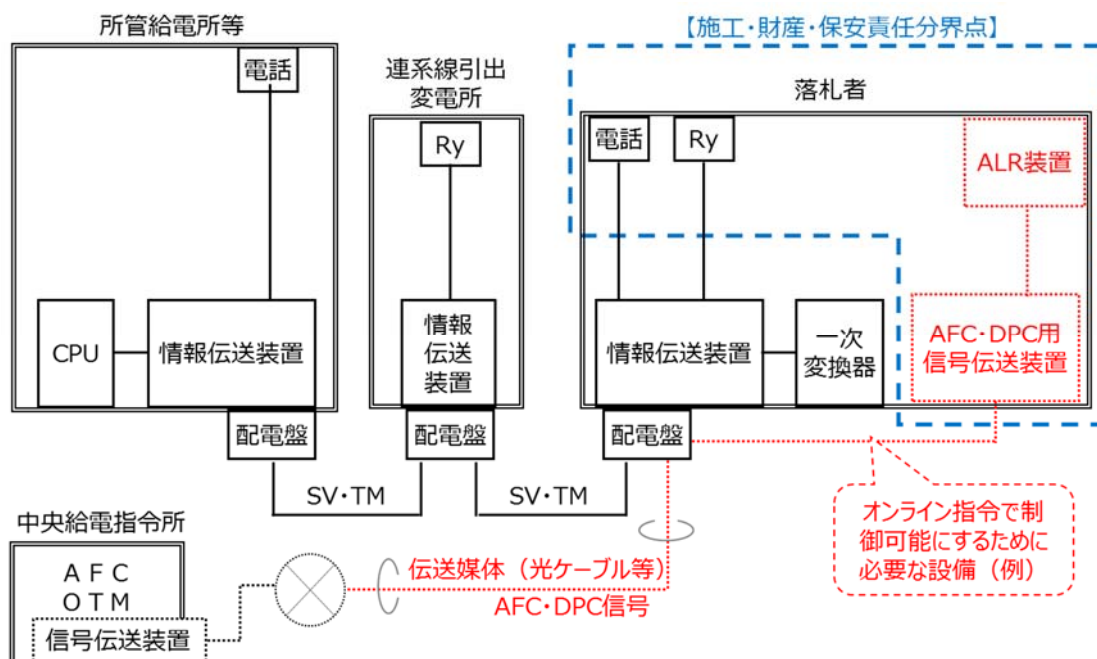 所管給電所等
電話
CPU
情報伝送装置
配電盤
連系線引出
変電所
Ry
情報
伝送
装置
配電盤
【施工・財産・保安責任分界点】
落札者
電話
Ry
ALR装置
情報伝送装置
一次
変換器
AFC・DPC用
信号伝送装置
配電盤
SV・TM
SV・TM
オンライン指令で制
御可能にするために
必要な設備（例）
中央給電指令所
ＡＦＣ
ＯＴＭ
信号伝送装置
伝送媒体（光ケーブル等）
AFC・DPC信号